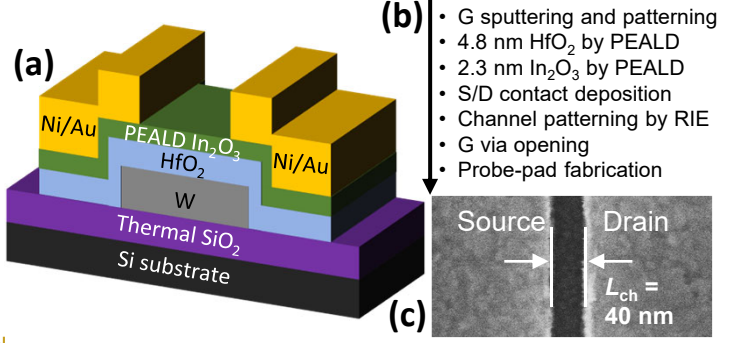 (a)
Ni/Au
PEALD In₂O₃
HfO₂
Ni/Au
W
Thermal SiO₂
Si substrate
(b)
• G sputtering and patterning
• 4.8 nm HfO₂ by PEALD
• 2.3 nm In₂O₃ by PEALD
• S/D contact deposition
• Channel patterning by RIE
• G via opening
• Probe-pad fabrication
(c)
Source
Drain
Lch =
40 nm